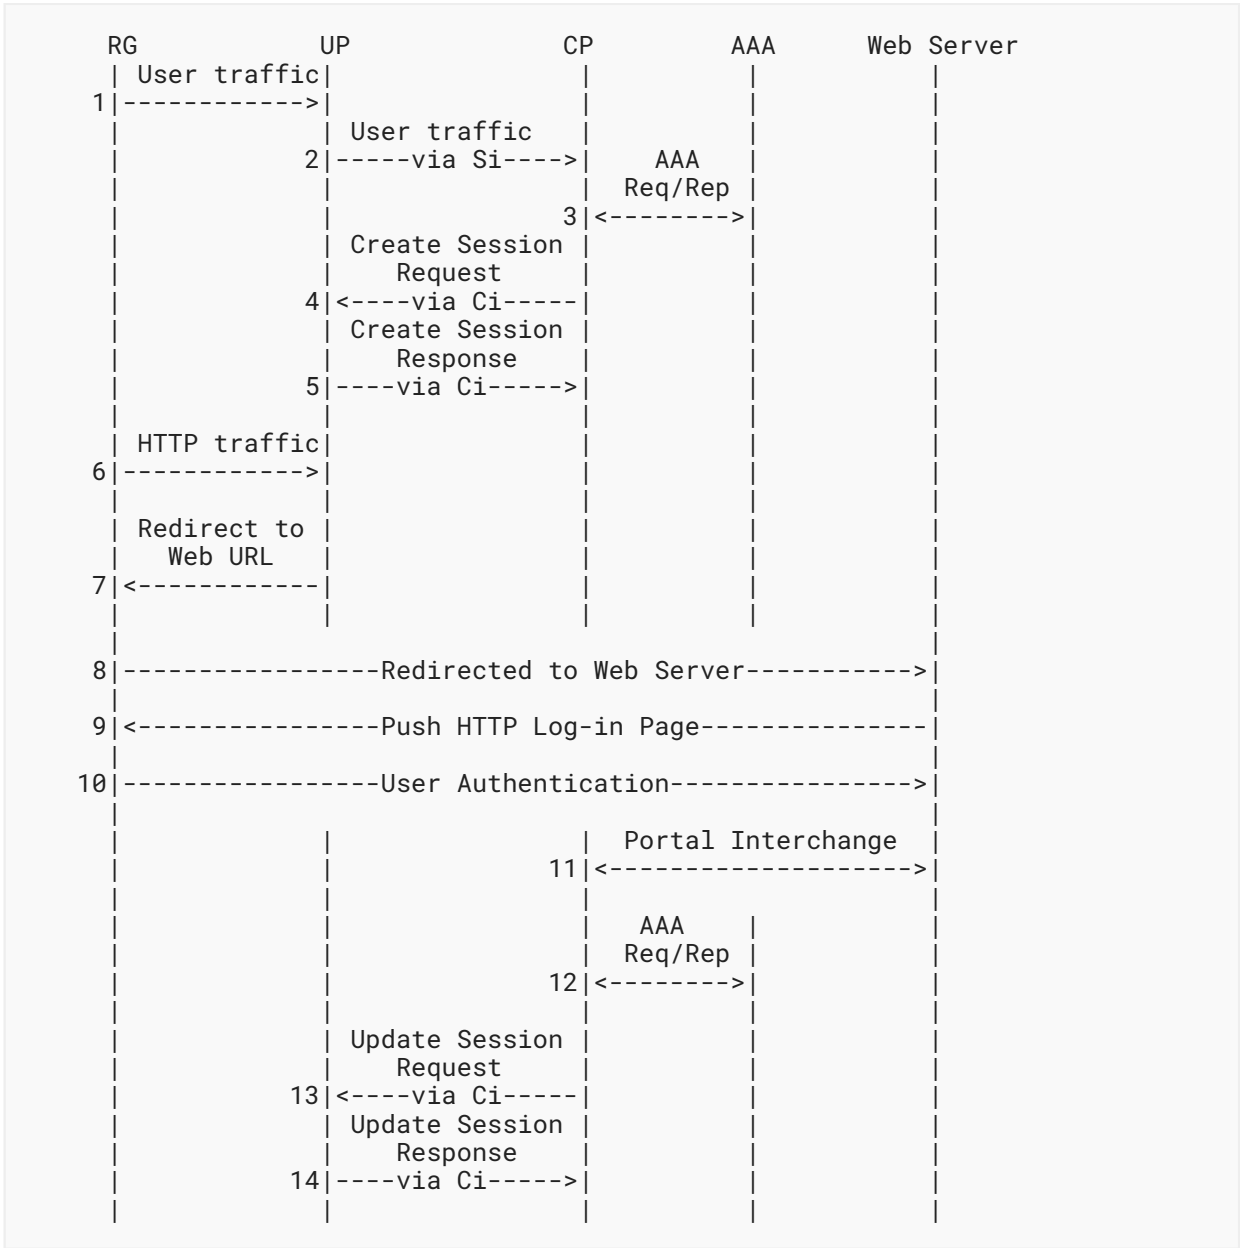 RG             UP               CP         AAA      Web Server
 | User traffic|                |          |           |
1|------------>|                |          |           |
 |             | User traffic   |          |           |
 |            2|-----via Si---->|    AAA   |           |
 |             |                |  Req/Rep |           |
 |             |               3|<-------->|           |
 |             | Create Session |          |           |
 |             |    Request     |          |           |
 |            4|<----via Ci-----|          |           |
 |             | Create Session |          |           |
 |             |    Response    |          |           |
 |            5|----via Ci----->|          |           |
 |             |                |          |           |
 | HTTP traffic|                |          |           |
6|------------>|                |          |           |
 |             |                |          |           |
 | Redirect to |                |          |           |
 |   Web URL   |                |          |           |
7|<------------|                |          |           |
 |             |                |          |           |
 |                                                     |
8|-----------------Redirected to Web Server----------->|
 |                                                     |
9|<----------------Push HTTP Log-in Page---------------|
 |                                                     |
10|-----------------User Authentication---------------->|
 |                                                     |
 |             |                |  Portal Interchange   |
 |             |              11|<--------------------->|
 |             |                |                      |
 |             |                |   AAA    |           |
 |             |                |  Req/Rep |           |
 |             |              12|<-------->|           |
 |             |                |          |           |
 |             | Update Session |          |           |
 |             |    Request     |          |           |
 |           13|<----via Ci-----|          |           |
 |             | Update Session |          |           |
 |             |    Response    |          |           |
 |           14|----via Ci----->|          |           |
 |             |                |          |           |